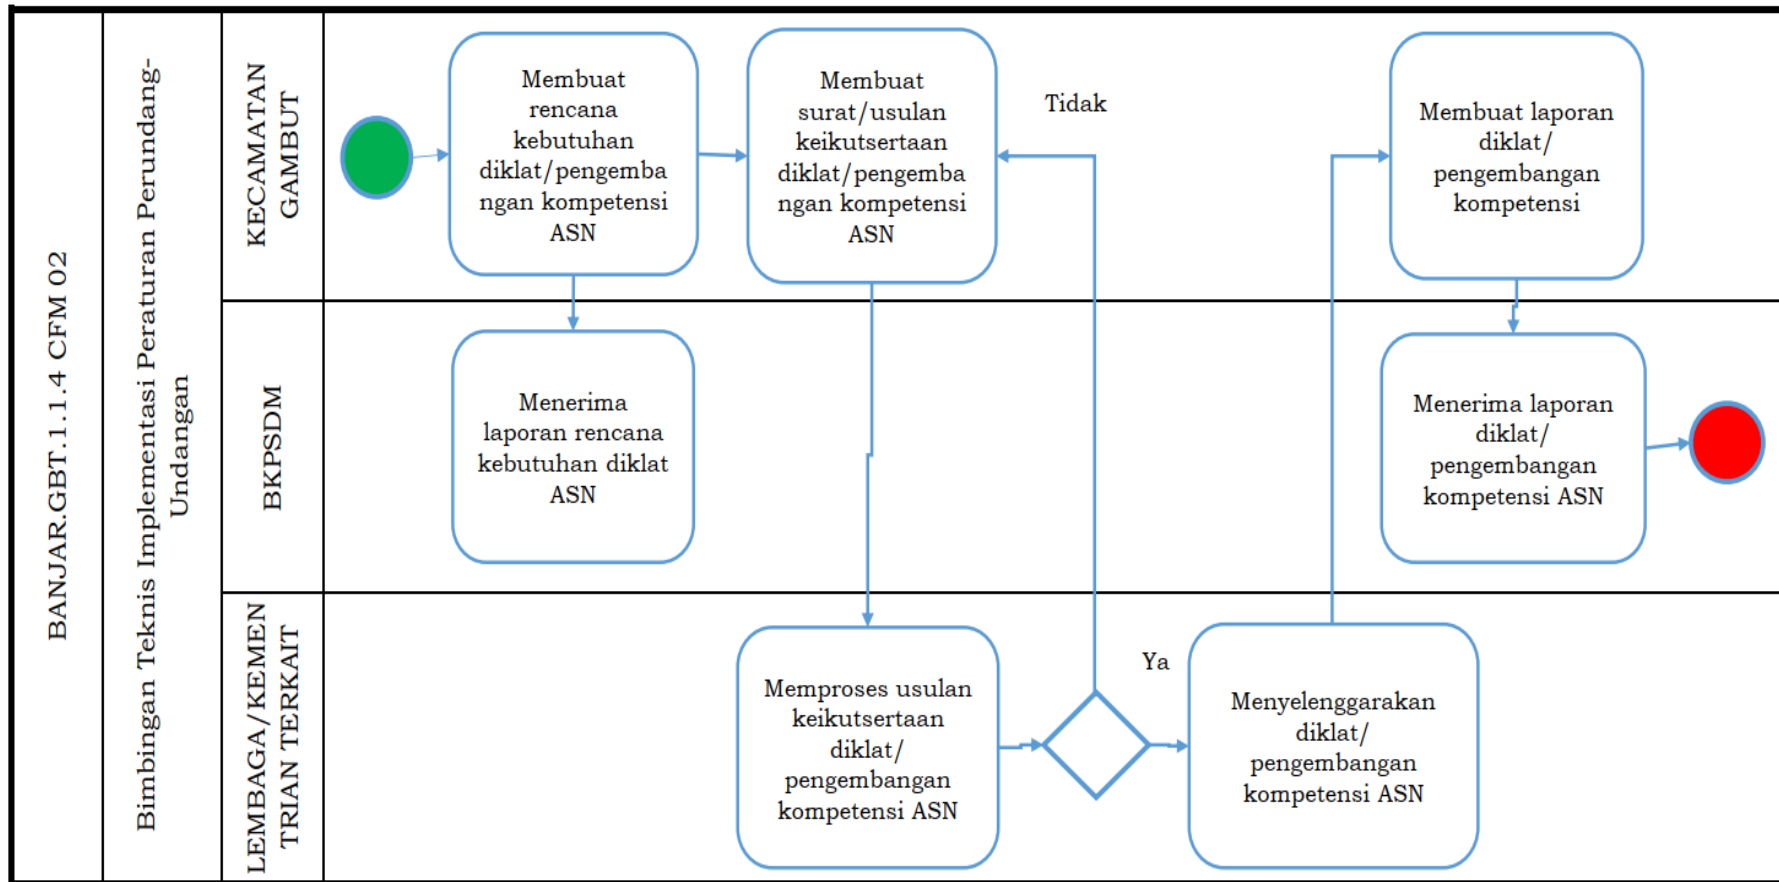 BANJAR.GBT.1.1.4 CFM 02
Bimbingan Teknis Implementasi Peraturan Perundang-
Undangan
KECAMATAN
GAMBUT
Membuat
rencana
kebutuhan
diklat/pengemba
ngan kompetensi
ASN
Membuat
surat/usulan
keikutsertaan
diklat/pengemba
ngan kompetensi
ASN
Tidak
Membuat laporan
diklat/
pengembangan
kompetensi
BKPSDM
Menerima
laporan rencana
kebutuhan diklat
ASN
Menerima laporan
diklat/
pengembangan
kompetensi ASN
LEMBAGA/KEMEN
TRIAN TERKAIT
Memproses usulan
keikutsertaan
diklat/
pengembangan
kompetensi ASN
Ya
Menyelenggarakan
diklat/
pengembangan
kompetensi ASN